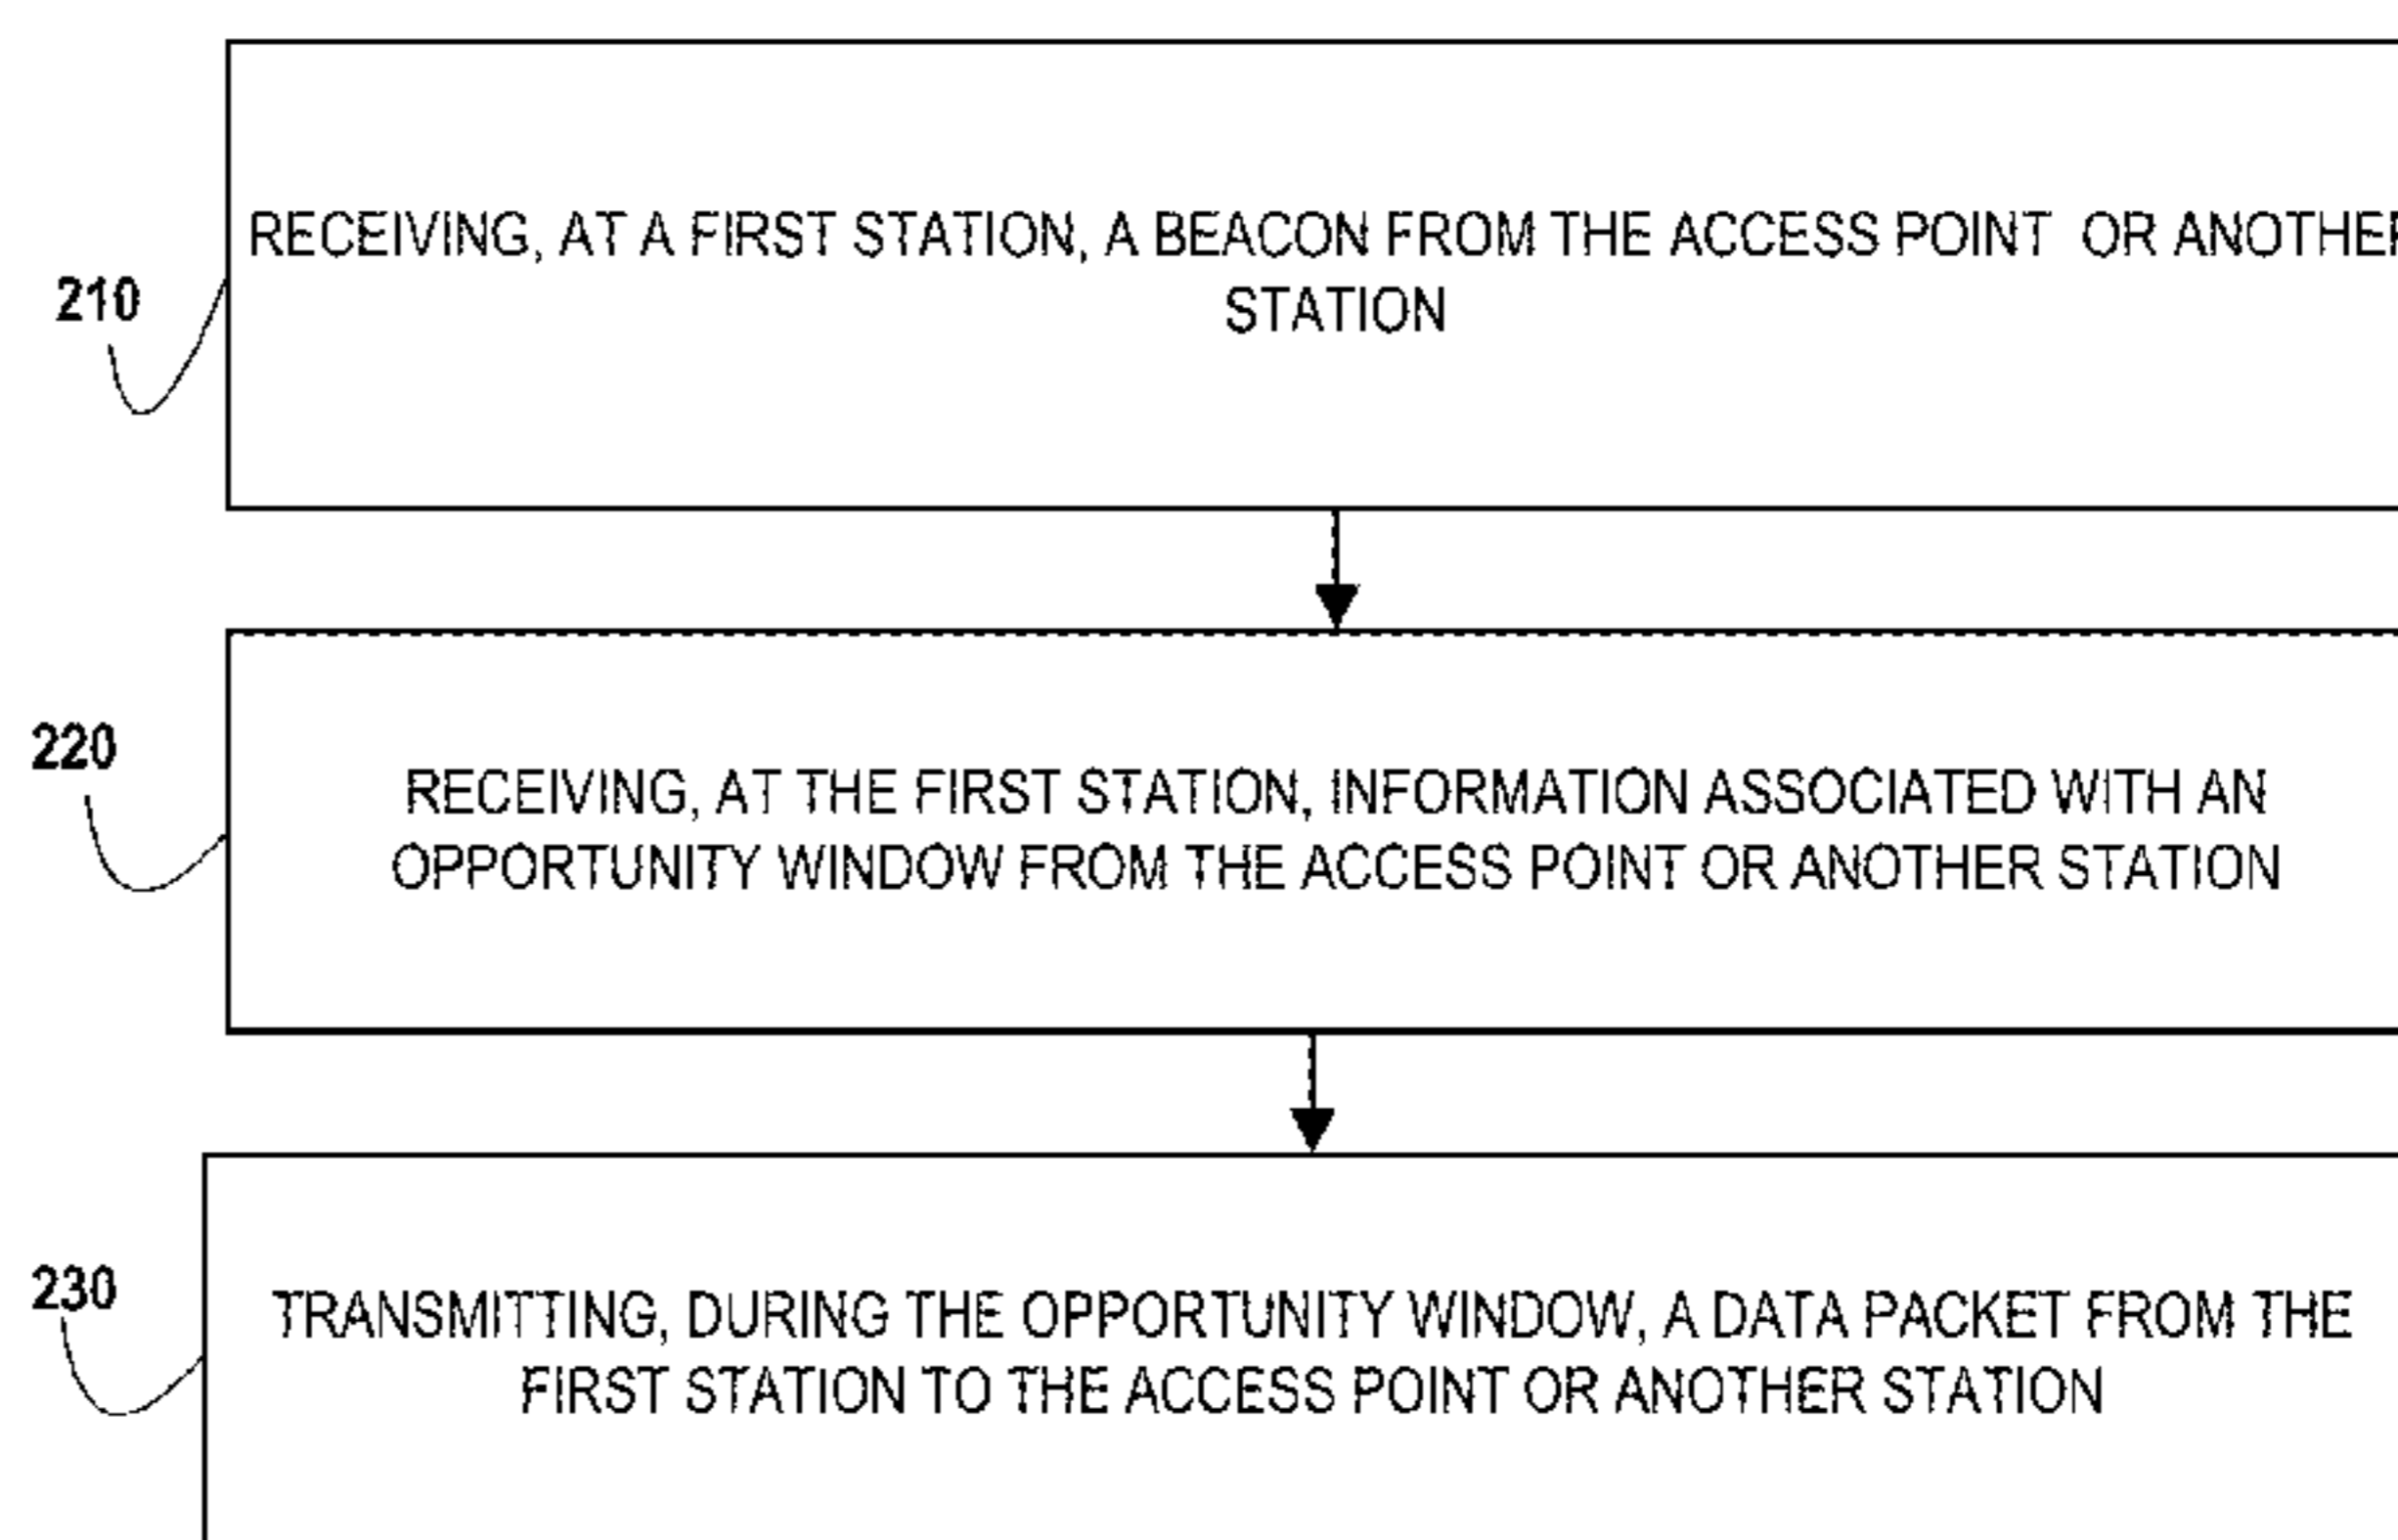 RECEIVING, AT A FIRST STATION, A BEACON FROM THE ACCESS POINT OR ANOTHER
STATION
210
220
RECEIVING, AT THE FIRST STATION, INFORMATION ASSOCIATED WITH AN
OPPORTUNITY WINDOW FROM THE ACCESS POINT OR ANOTHER STATION
230
TRANSMITTING, DURING THE OPPORTUNITY WINDOW, A DATA PACKET FROM THE
FIRST STATION TO THE ACCESS POINT OR ANOTHER STATION